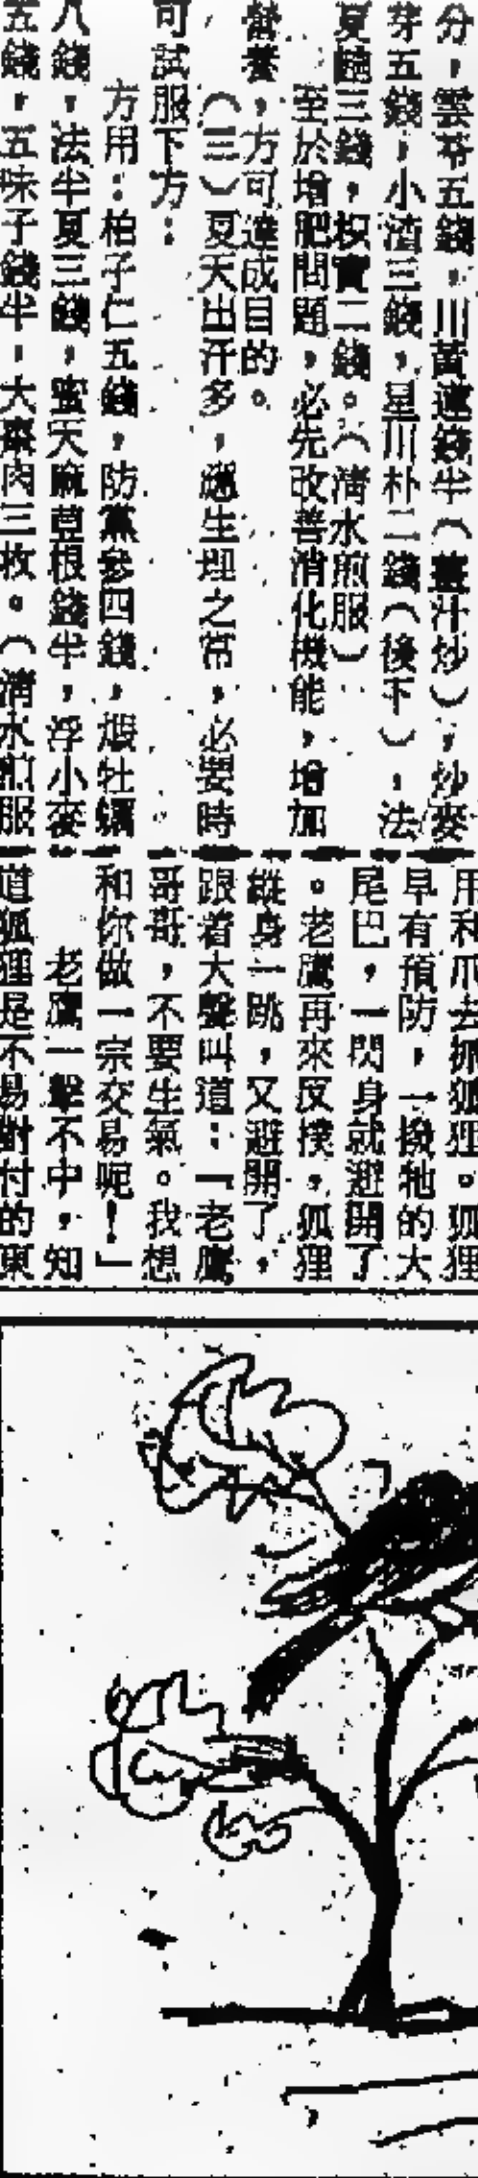 分，雲苓五錢，川黃連錢半（薑汁炒），炒麥
芽五錢，小渣三錢，星川朴二錢（後下），法
夏麯三錢，枳實二錢。（清水煎服）
至於增肥問題，必先改善消化機能，增加
營養，方可達成目的。
（三）夏天出汗多，適生理之常，必要時
可試服下方：
方用：柏子仁五錢，防黨參四錢，煅牡蠣
八錢，法半夏三錢，蜜天麻荳根錢半，浮小麥
五錢，五味子錢半，大棗肉三枚。（清水煎服
用利爪去抓狐狸。狐狸
早有預防，一撥牠的大
尾巴，一閃身就避開了
。老鷹再來反撲，狐狸
縱身一跳，又避開了，
跟着大聲叫道：「老鷹
哥哥，不要生氣。我想
和你做一宗交易呢！」
老鷹一擊不中，知
道狐狸是不易對付的東